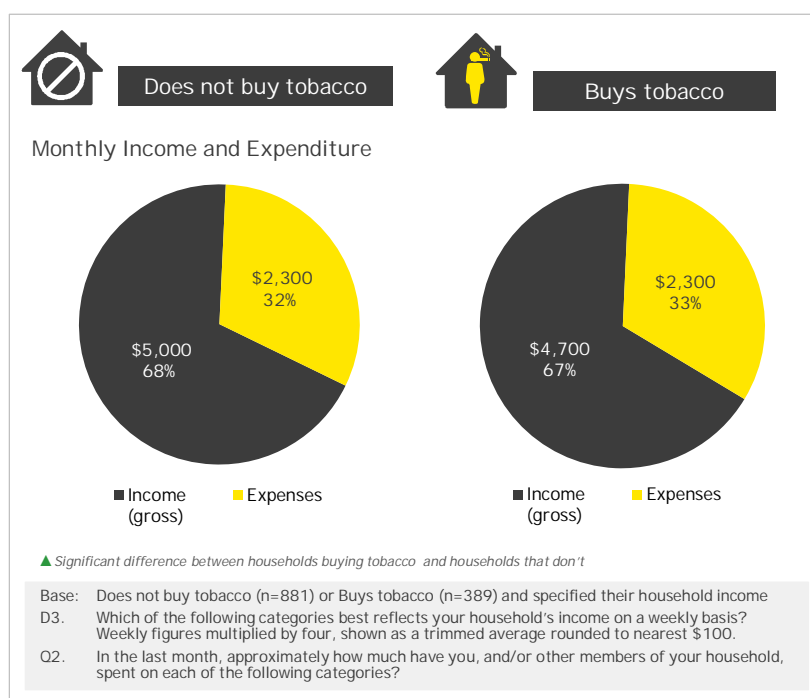 Does not buy tobacco
Buys tobacco
Monthly Income and Expenditure
$2,300
32%
$5,000
68%
$2,300
33%
$4,700
67%
Income
(gross)
Expenses
Income
(gross)
Expenses
Significant difference between households buying tobacco and households that don't
Base: Does not buy tobacco (n=881) or Buys tobacco (n=389) and specified their household income
D3. Which of the following categories best reflects your household's income on a weekly basis?
Weekly figures multiplied by four, shown as a trimmed average rounded to nearest $100.
Q2. In the last month, approximately how much have you, and/or other members of your household,
spent on each of the following categories?